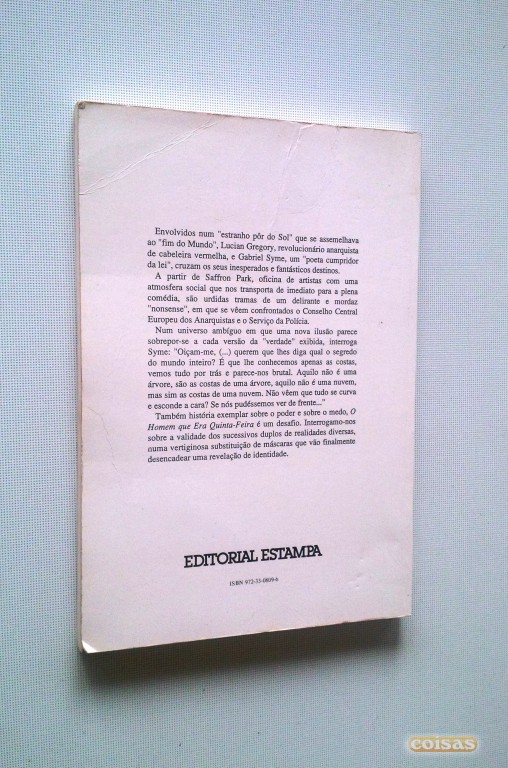 Envolvidos num "estranho pôr do Sol" que se assemelhava
ao "fim do Mundo", Lucian Gregory, revolucionário anarquista
de cabeleira vermelha, e Gabriel Syme, um "poeta cumpridor
da lei", cruzam os seus inesperados e fantásticos destinos.
A partir de Saffron Park, oficina de artistas com uma
atmosfera social que nos transporta de imediato para a plena
comédia, são urdidas tramas de um delirante e mordaz
"nonsense", em que se vêem confrontados o Conselho Central
Europeu dos Anarquistas e o Serviço da Polícia.
Num universo ambíguo em que uma nova ilusão parece
sobrepor-se a cada versão da "verdade" exibida, interroga
Syme: "Oiçam-me, (...) querem que lhes diga qual o segredo
do mundo inteiro? É que lhe conhecemos apenas as costas,
vemos tudo por trás e parece-nos brutal. Aquilo não é uma
árvore, são as costas de uma árvore, aquilo não é uma nuvem,
mas sim as costas de uma nuvem. Não vêem que tudo se curva
e esconde a cara? Se nós pudéssemos ver de frente..."
Também história exemplar sobre o poder e sobre o medo, O
Homem que Era Quinta-Feira é um desafio. Interrogamo-nos
sobre a validade dos sucessivos duplos de realidades diversas,
numa vertiginosa substituição de máscaras que vão finalmente
desencadear uma revelação de identidade.
EDITORIAL ESTAMPA
ISBN 972-33-0809-6
coisas